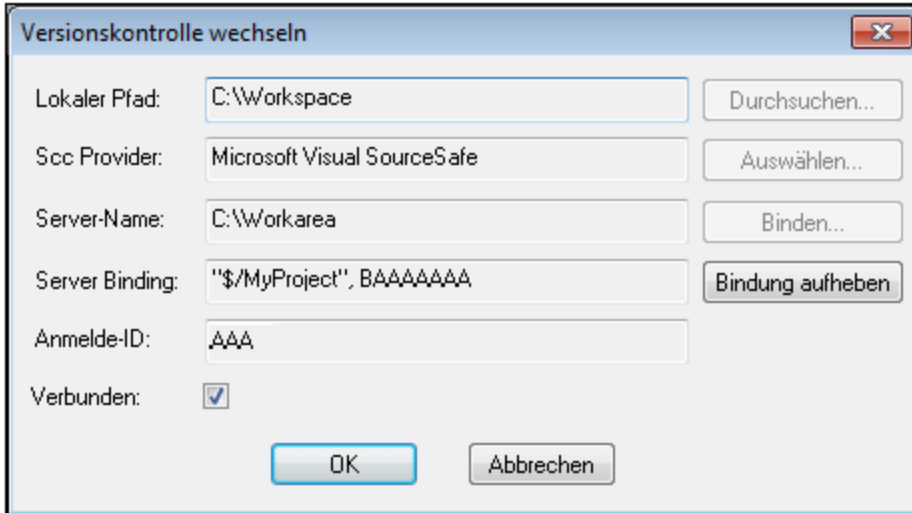 Versionskontrolle wechseln
Lokaler Pfad: C:\Workspace Durchsuchen...
Scc Provider: Microsoft Visual SourceSafe Auswählen...
Server-Name: C:\Workarea Binden...
Server Binding: "$/MyProject", BAAAAAAA Bindung aufheben
Anmelde-ID: AAA
Verbunden:
OK Abbrechen